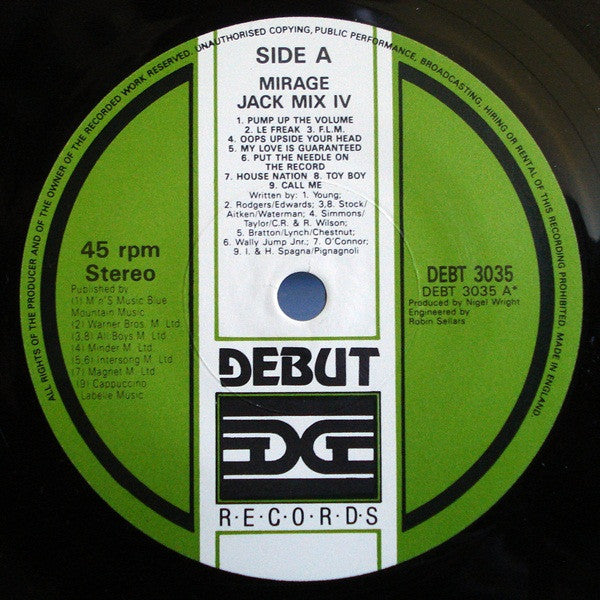 ALL RIGHTS OF THE PRODUCER AND OF THE OWNER OF THE RECORDED WORK RESERVED. UNAUTHORISED COPYING, PUBLIC PERFORMANCE, BROADCASTING, HIRING OR RENTAL OF THIS RECORDING PROHIBITED. MADE IN ENGLAND.
SIDE A
MIRAGE
JACK MIX IV
1. PUMP UP THE VOLUME
2. LE FREAK 3. F.L.M.
4. OOPS UPSIDE YOUR HEAD
5. MY LOVE IS GUARANTEED
6. PUT THE NEEDLE ON
THE RECORD
7. HOUSE NATION 8. TOY BOY
9. CALL ME
Written by: 1. Young;
2. Rodgers/Edwards; 3,8. Stock/
Aitken/Waterman; 4. Simmons/
Taylor/C.R. & R. Wilson;
5. Bratton/Lynch/Chestnut;
6. Wally Jump Jnr.; 7. O'Connor;
9. I. & H. Spagna/Pignagnoli
45 rpm
Stereo
Published by
(1) M'n'S Music Blue
Mountain Music
(2) Warner Bros. M. Ltd
(3,8) All Boys M. Ltd
(4) Minder M. Ltd
(5-6) Intersong M. Ltd
(7) Magnet M. Ltd
(9) Cappuccino
Labelle Music
DEBT 3035
DEBT 3035 A*
Produced by Nigel Wright
Engineered by
Robin Sellars
DEBUT
EDGE
R·E·C·O·R·D·S